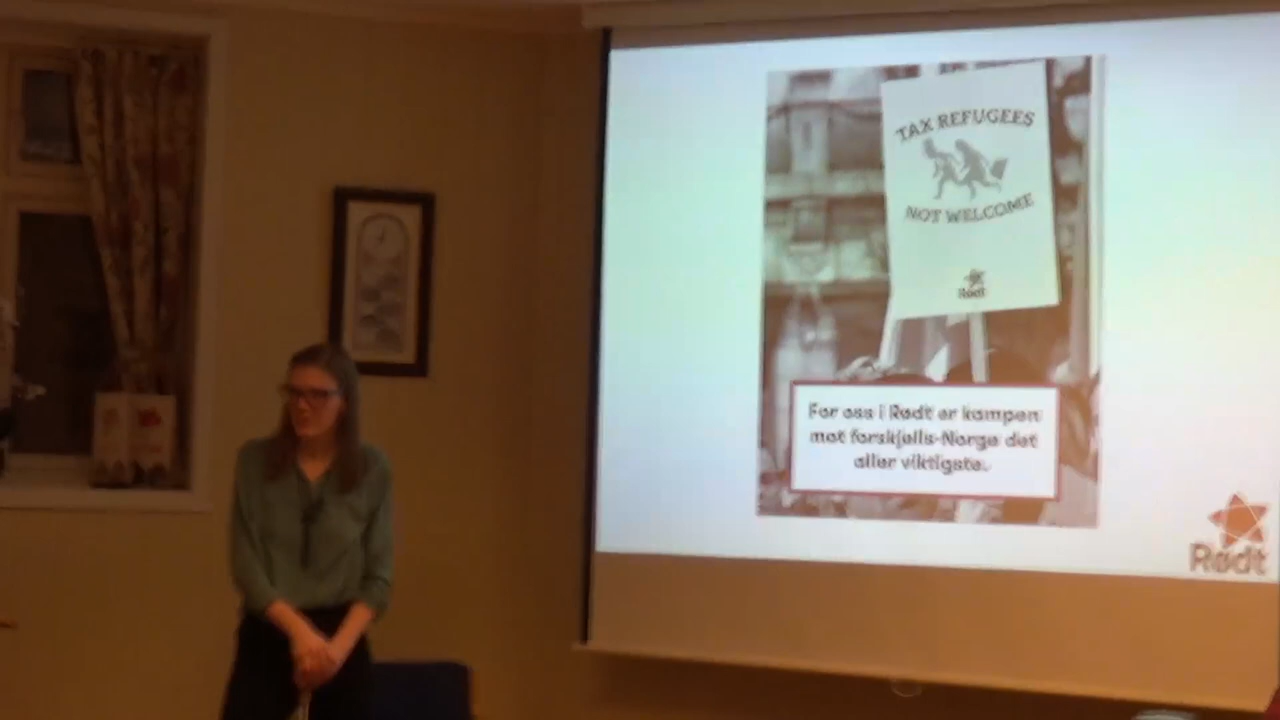 TAX REFUGEES
NOT WELCOME
Rødt
For oss i Rødt er kampen
mot forskjells-Norge det
aller viktigste.
Rødt